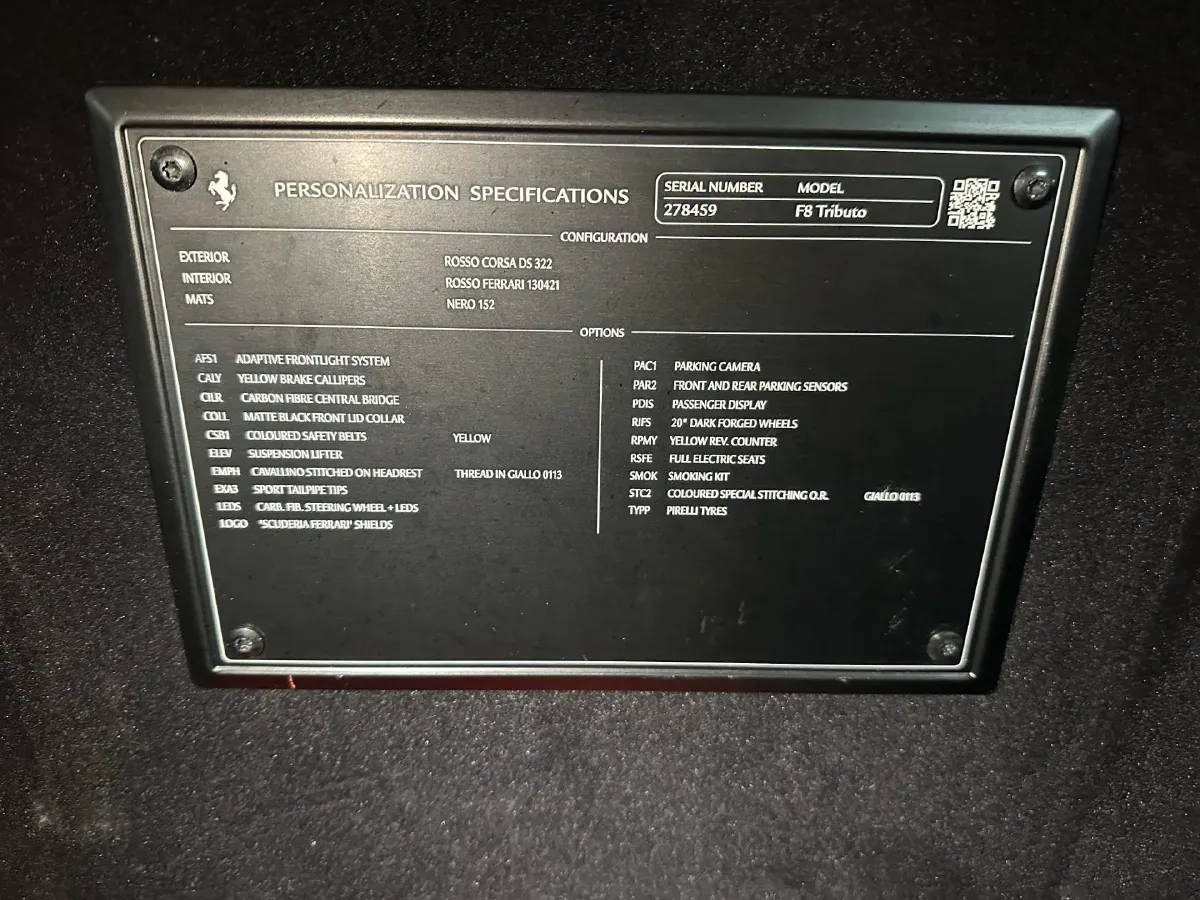 PERSONALIZATION SPECIFICATIONS
SERIAL NUMBER MODEL
278459 F8 Tributo
CONFIGURATION
EXTERIOR ROSSO CORSA DS 322
INTERIOR ROSSO FERRARI 130421
MATS NERO 152
OPTIONS
AFS1 ADAPTIVE FRONTLIGHT SYSTEM
CALY YELLOW BRAKE CALLIPERS
CILR CARBON FIBRE CENTRAL BRIDGE
COLL MATTE BLACK FRONT LID COLLAR
CSB1 COLOURED SAFETY BELTS YELLOW
ELEV SUSPENSION LIFTER
EMPH CAVALLINO STITCHED ON HEADREST THREAD IN GIALLO 0113
EXA3 SPORT TAILPIPE TIPS
LEDS CARB. FIB. STEERING WHEEL + LEDS
LOGO "SCUDERIA FERRARI" SHIELDS
PAC1 PARKING CAMERA
PAR2 FRONT AND REAR PARKING SENSORS
PDIS PASSENGER DISPLAY
RIFS 20" DARK FORGED WHEELS
RPMY YELLOW REV. COUNTER
RSFE FULL ELECTRIC SEATS
SMOK SMOKING KIT
STC2 COLOURED SPECIAL STITCHING O.R. GIALLO 0113
TYPP PIRELLI TYRES